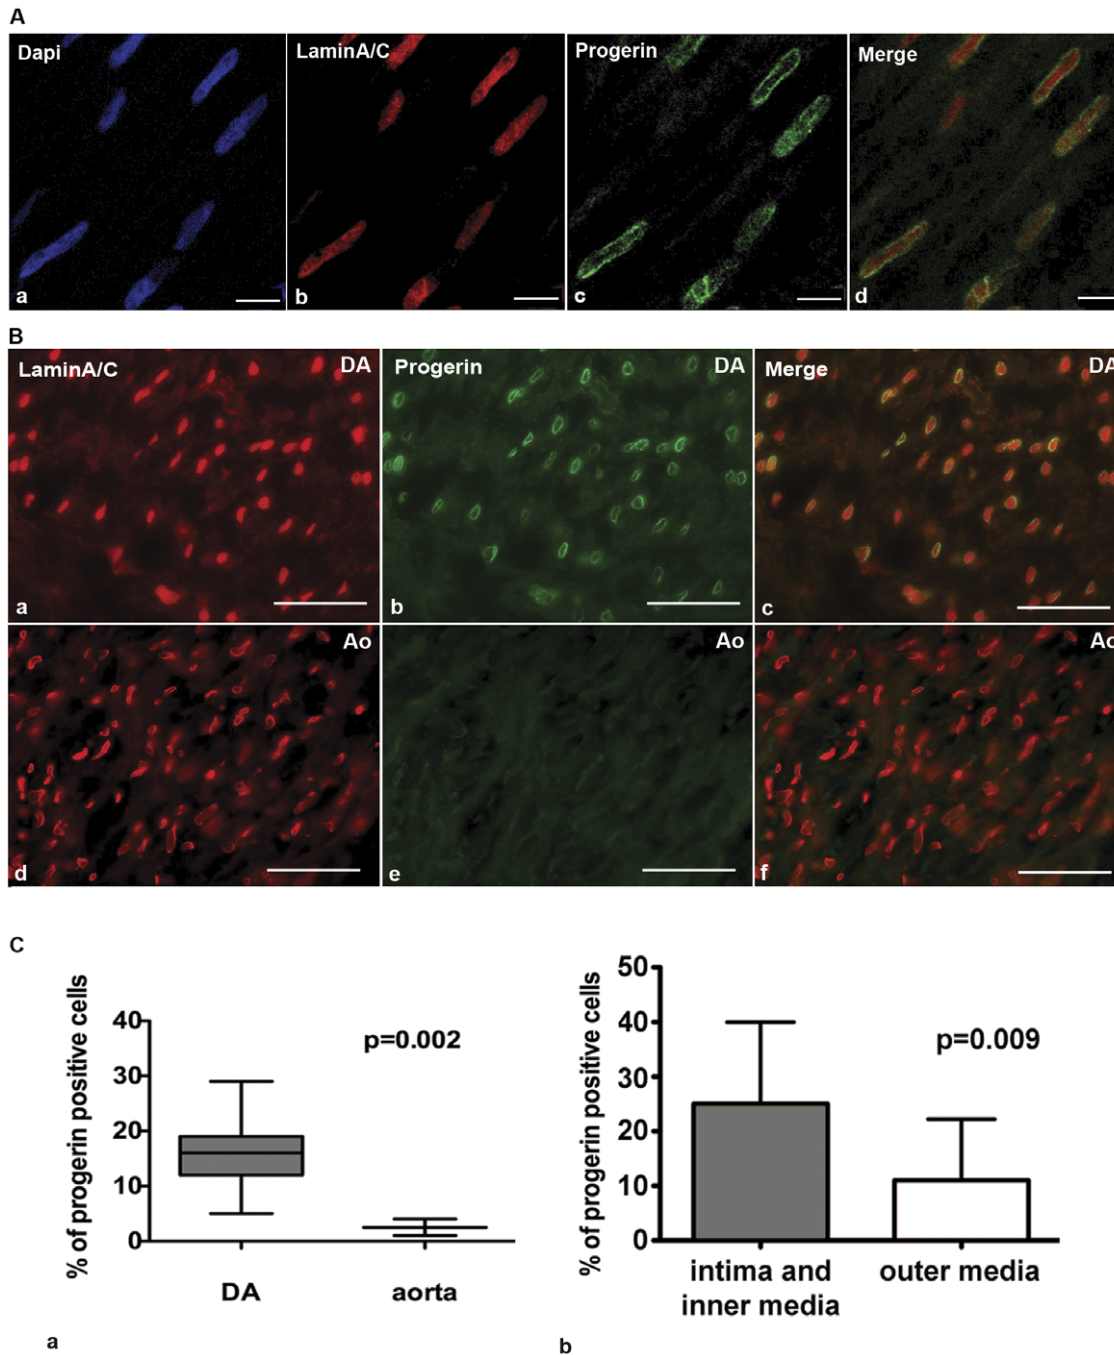 A
Dapi
LaminA/C
Progerin
Merge
a
b
c
d
B
LaminA/C
DA
Progerin
DA
Merge
DA
a
b
c
Ao
Ao
Ao
d
e
f
C
% of progerin positive cells
40
30
20
10
0
p=0.002
DA
aorta
a
% of progerin positive cells
50
40
30
20
10
0
p=0.009
intima and
inner media
outer media
b